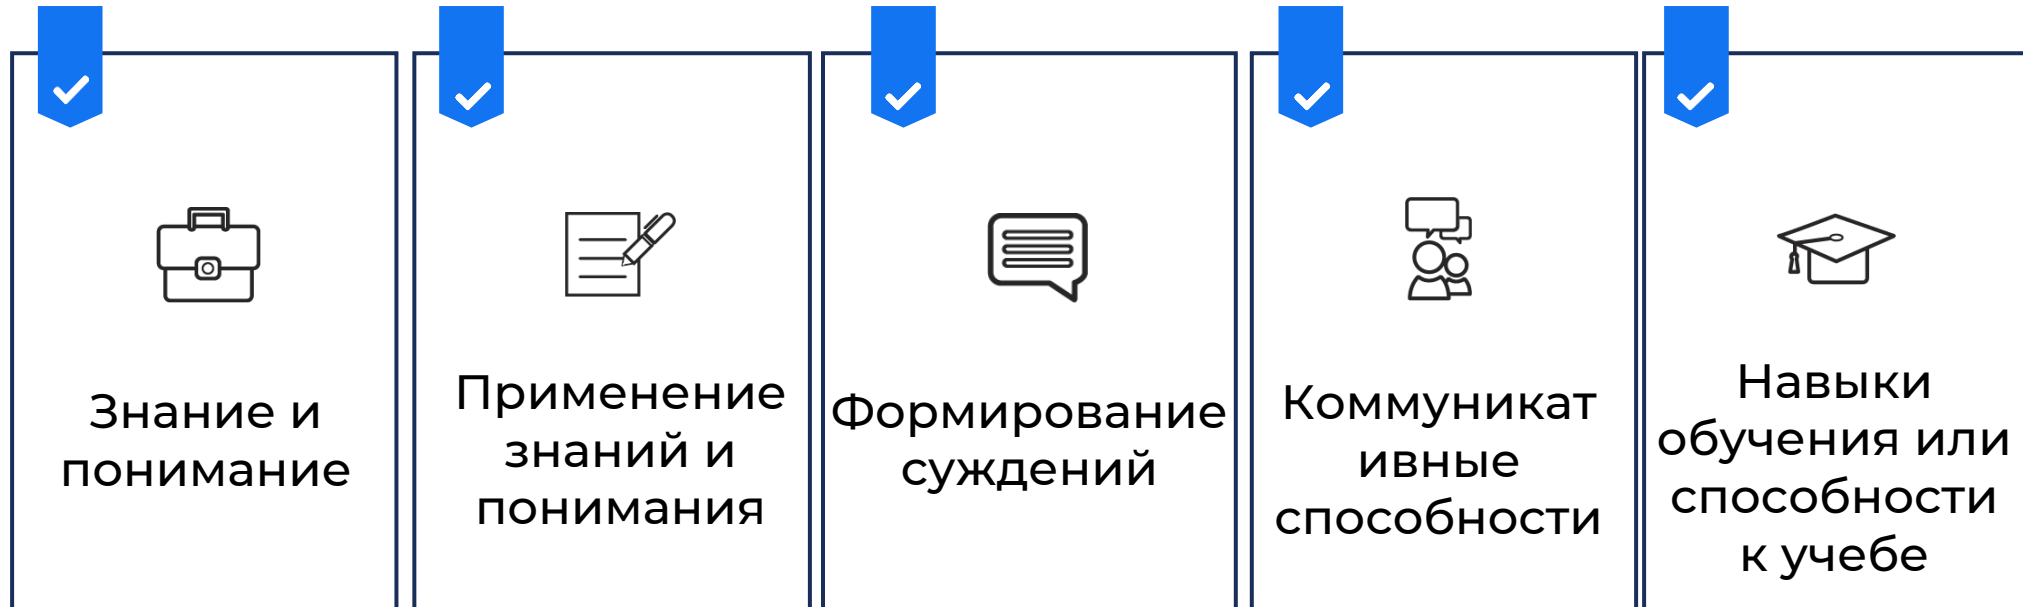 Знание и
понимание
Применение
знаний и
понимания
Формирование
суждений
Коммуникат
ивные
способности
Навыки
обучения или
способности
к учебе